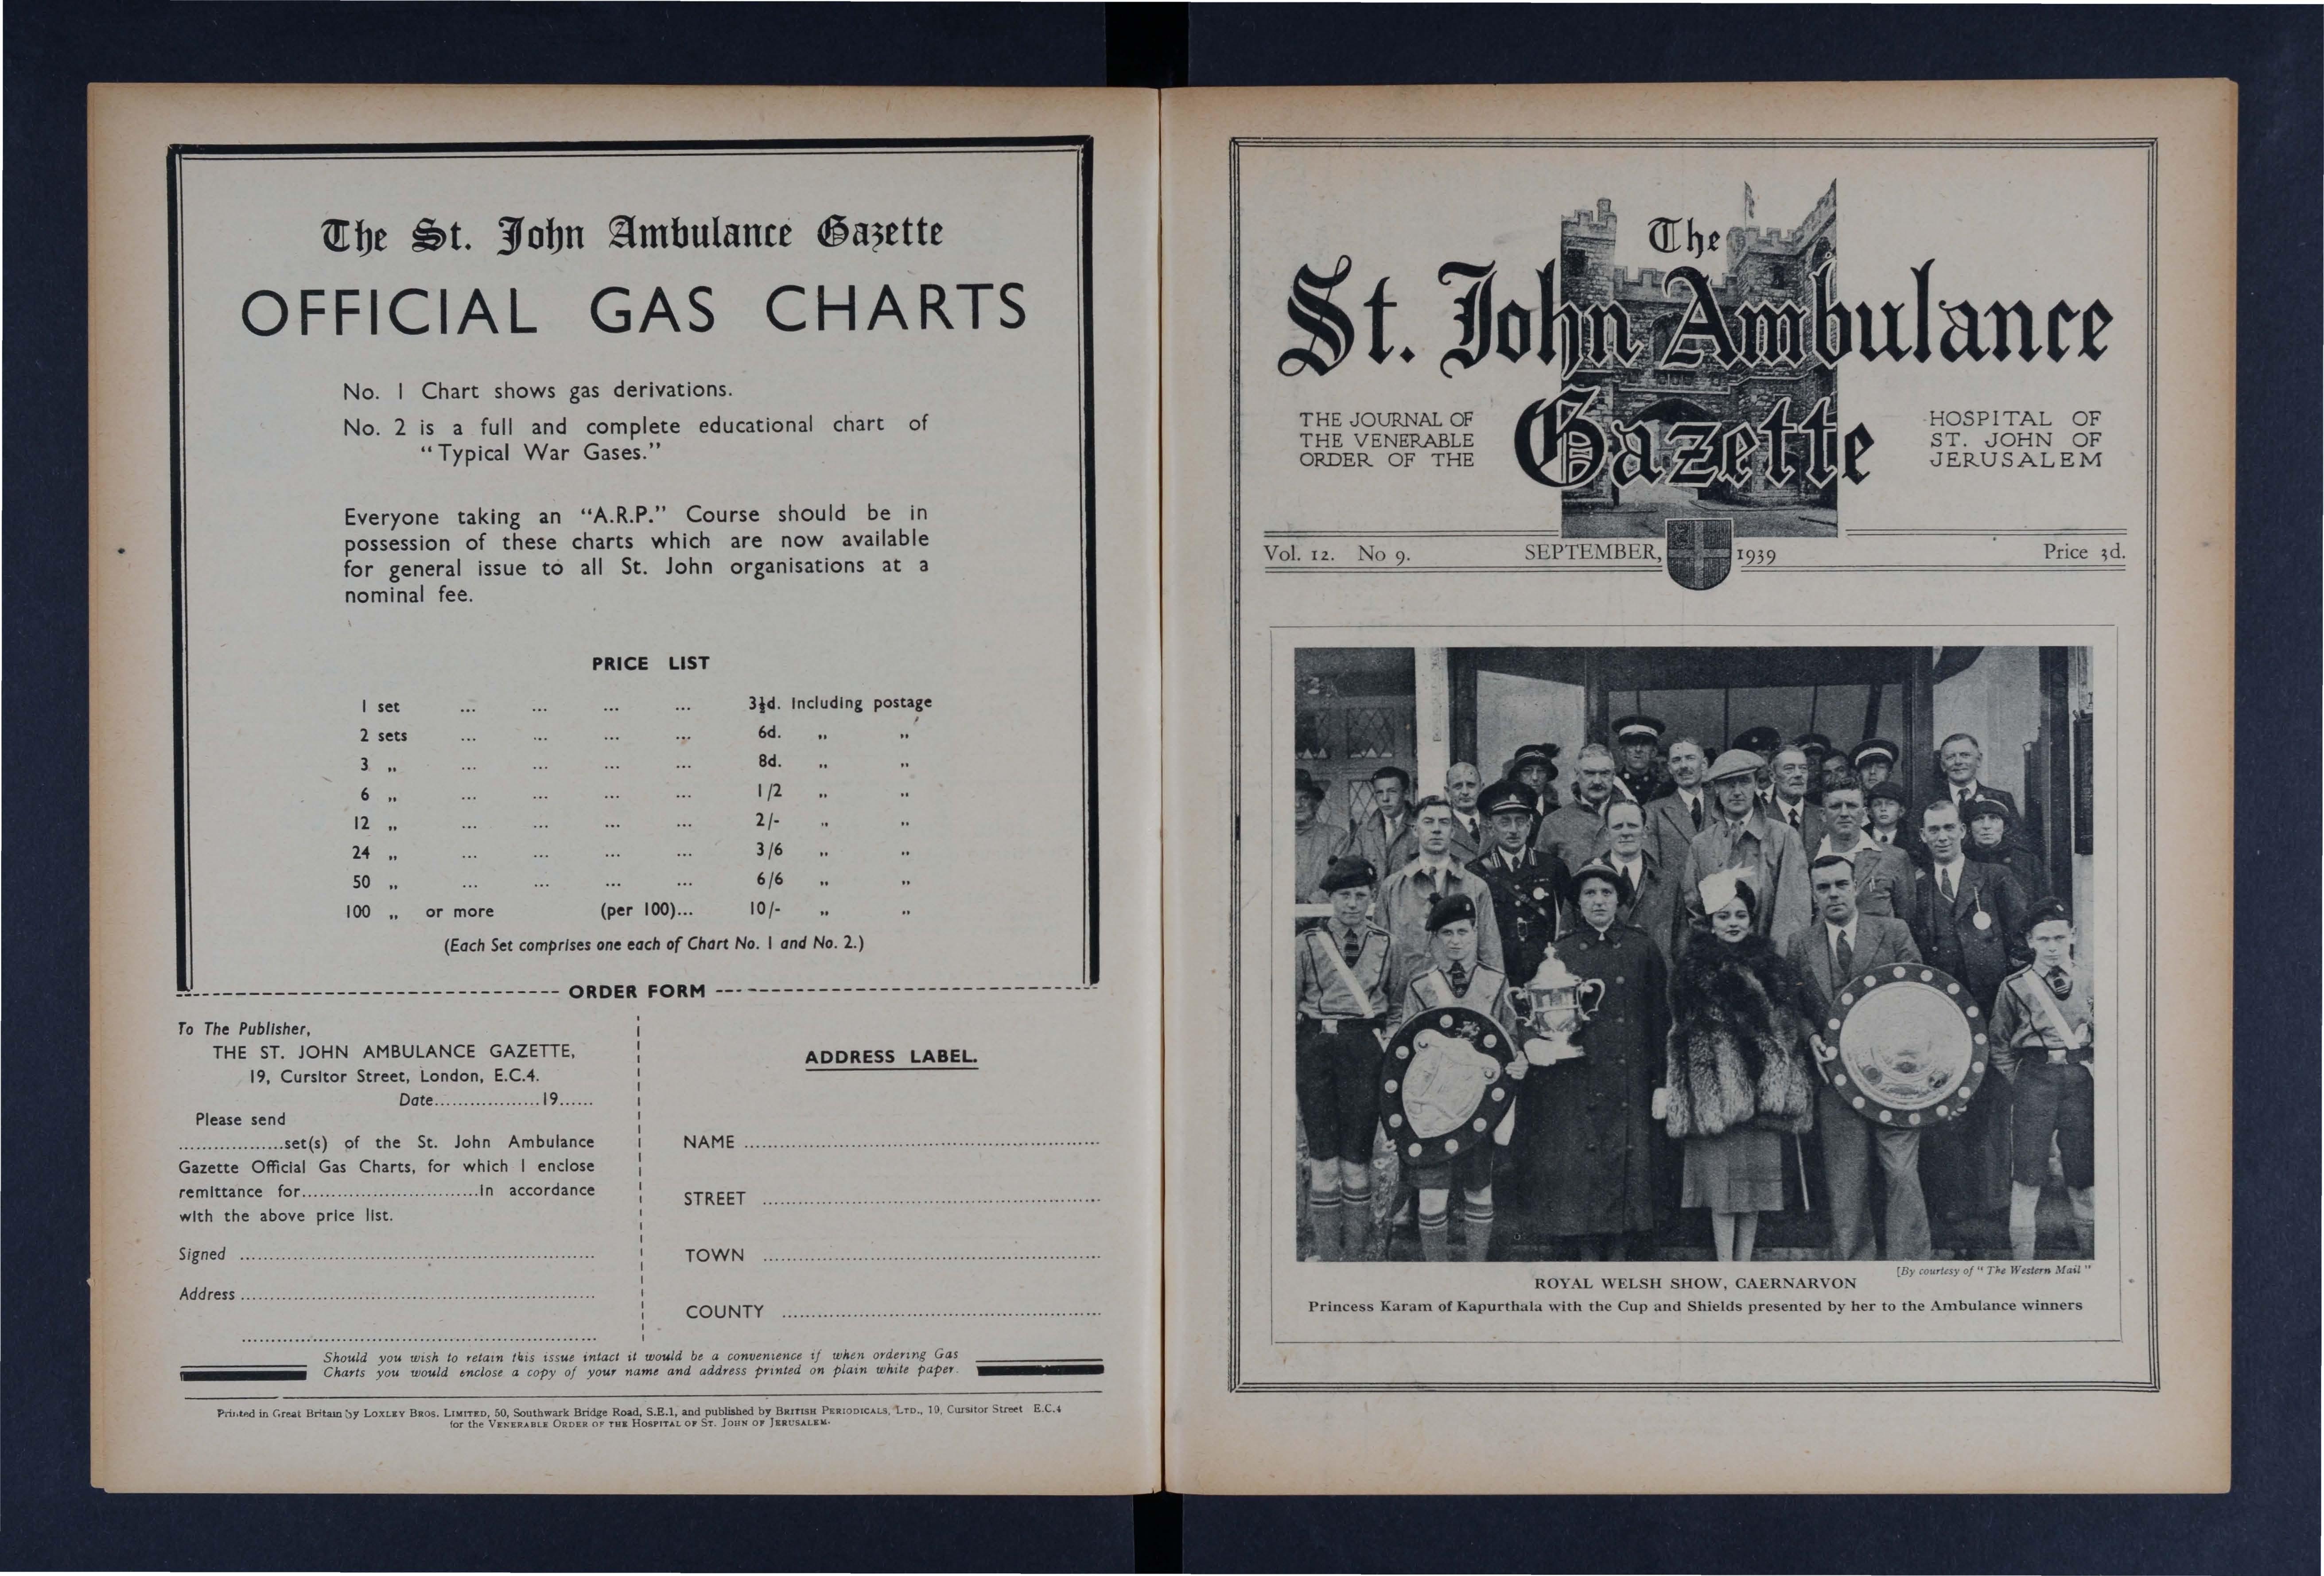 The St. John Ambulance Gazette
OFFICIAL GAS CHARTS
No. 1 Chart shows gas derivations.
No. 2 is a full and complete educational chart of
"Typical War Gases."
Everyone taking an "A.R.P." Course should be in
possession of these charts which are now available
for general issue to all St. John organisations at a
nominal fee.
PRICE LIST
1 set ... ... ... ... 3½d. Including postage
2 sets ... ... ... ... 6d. ,, ,,
3 ,, ... ... ... ... 8d. ,, ,,
6 ,, ... ... ... ... 1/2 ,, ,,
12 ,, ... ... ... ... 2/- ,, ,,
24 ,, ... ... ... ... 3/6 ,, ,,
50 ,, ... ... ... ... 6/6 ,, ,,
100 ,, or more (per 100)... 10/- ,, ,,
(Each Set comprises one each of Chart No. 1 and No. 2.)
ORDER FORM
To The Publisher,
THE ST. JOHN AMBULANCE GAZETTE,
19, Cursitor Street, London, E.C.4.
Date..................19......
Please send
..................set(s) of the St. John Ambulance
Gazette Official Gas Charts, for which I enclose
remittance for..............................in accordance
with the above price list.
Signed ............................................................
Address ............................................................
............................................................
ADDRESS LABEL.
NAME ............................................................
STREET ............................................................
TOWN ............................................................
COUNTY ............................................................
Should you wish to retain this issue intact it would be a convenience if when ordering Gas
Charts you would enclose a copy of your name and address printed on plain white paper.
Printed in Great Britain by LOXLEY BROS. LIMITED, 50, Southwark Bridge Road, S.E.1, and published by BRITISH PERIODICALS, LTD., 19, Cursitor Street E.C.4
for the VENERABLE ORDER OF THE HOSPITAL OF ST. JOHN OF JERUSALEM.
The
St. John Ambulance
Gazette
THE JOURNAL OF
THE VENERABLE
ORDER OF THE
HOSPITAL OF
ST. JOHN OF
JERUSALEM
Vol. 12. No 9. SEPTEMBER, 1939 Price 3d.
[By courtesy of "The Western Mail"
ROYAL WELSH SHOW, CAERNARVON
Princess Karam of Kapurthala with the Cup and Shields presented by her to the Ambulance winners